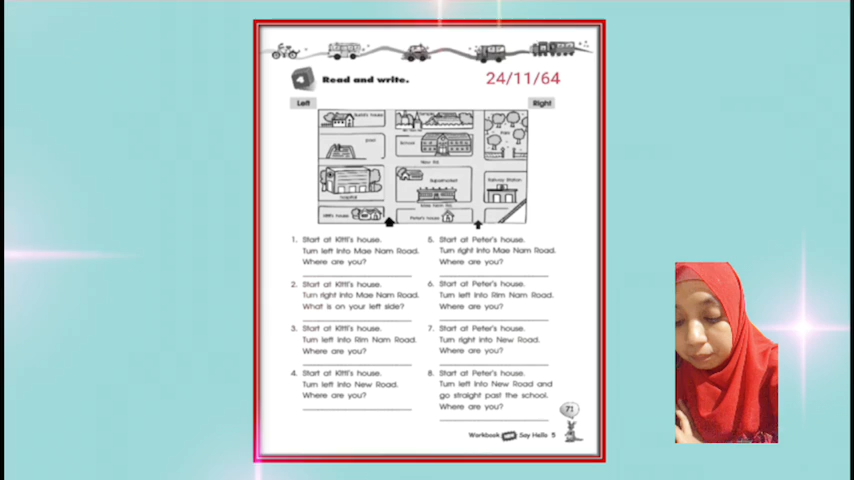 4 Read and write.
24/11/64
Left
Right
School
New Rd.
Supermarket
Railway Station
hospital
Mae Nam Rd.
Kitti's house
Peter's house
1. Start at Kitti's house.
Turn left into Mae Nam Road.
Where are you?
2. Start at Kitti's house.
Turn right into Mae Nam Road.
What is on your left side?
3. Start at Kitti's house.
Turn left into Rim Nam Road.
Where are you?
4. Start at Kitti's house.
Turn left into New Road.
Where are you?
5. Start at Peter's house.
Turn right into Mae Nam Road.
Where are you?
6. Start at Peter's house.
Turn left into Rim Nam Road.
Where are you?
7. Start at Peter's house.
Turn right into New Road.
Where are you?
8. Start at Peter's house.
Turn left into New Road and
go straight past the school.
Where are you?
71
Workbook Say Hello 5